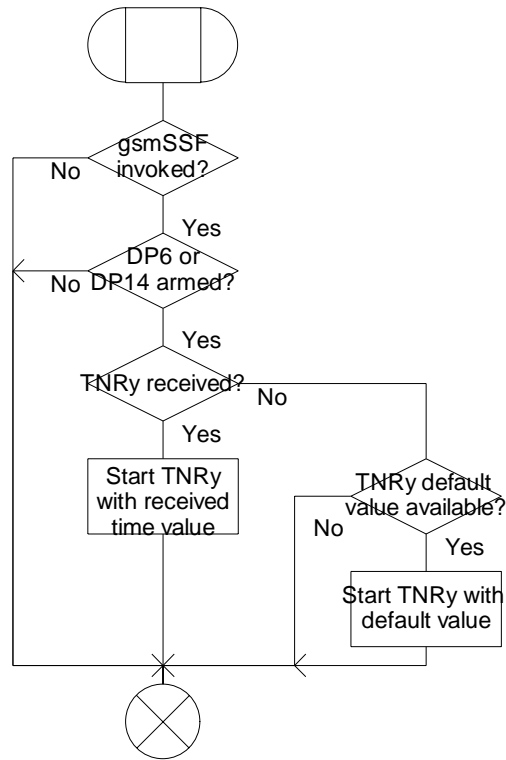 gsmSSF
invoked?
No
Yes
DP6 or
DP14 armed?
No
Yes
TNRy received?
No
Yes
Start TNRy
with received
time value
TNRy default
value available?
No
Yes
Start TNRy with
default value